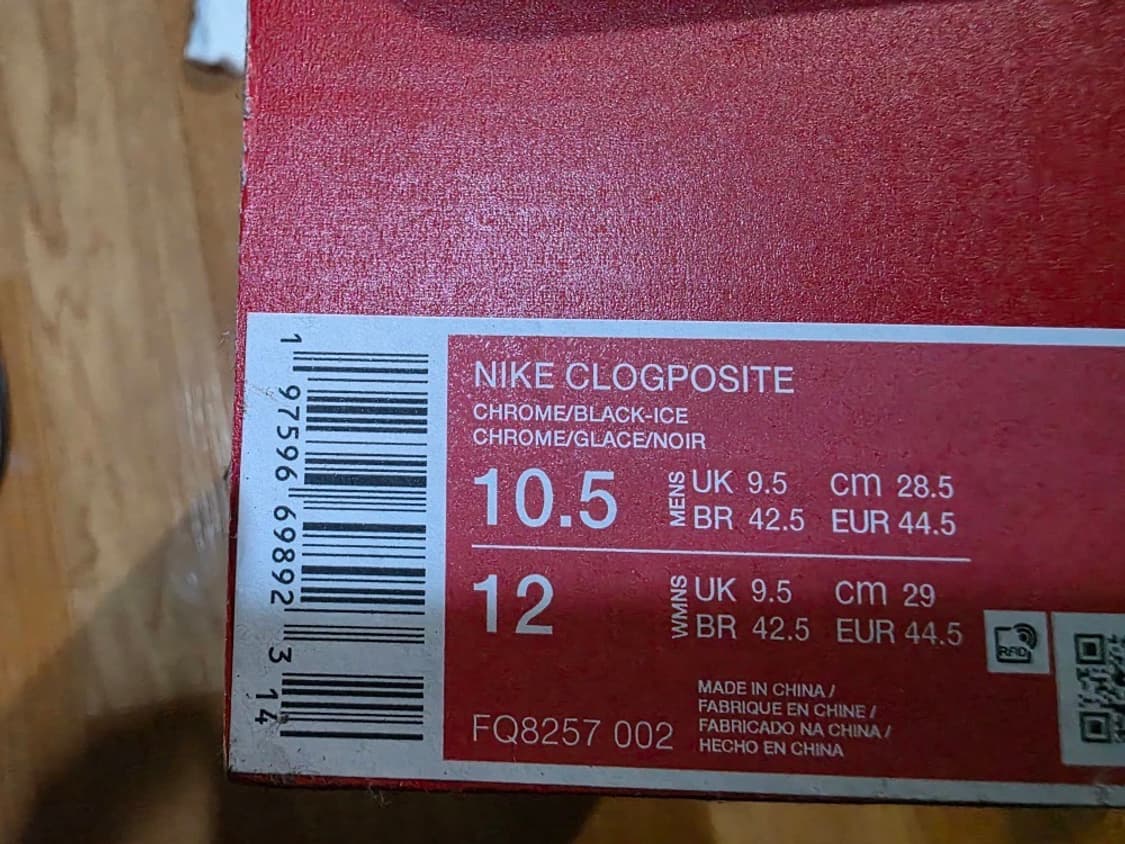 1 97596 69892 3 14
NIKE CLOGPOSITE
CHROME/BLACK-ICE
CHROME/GLACE/NOIR
10.5 MENS UK 9.5 CM 28.5
BR 42.5 EUR 44.5
12 WMNS UK 9.5 CM 29
BR 42.5 EUR 44.5
RFID
FQ8257 002
MADE IN CHINA /
FABRIQUE EN CHINE /
FABRICADO NA CHINA /
HECHO EN CHINA